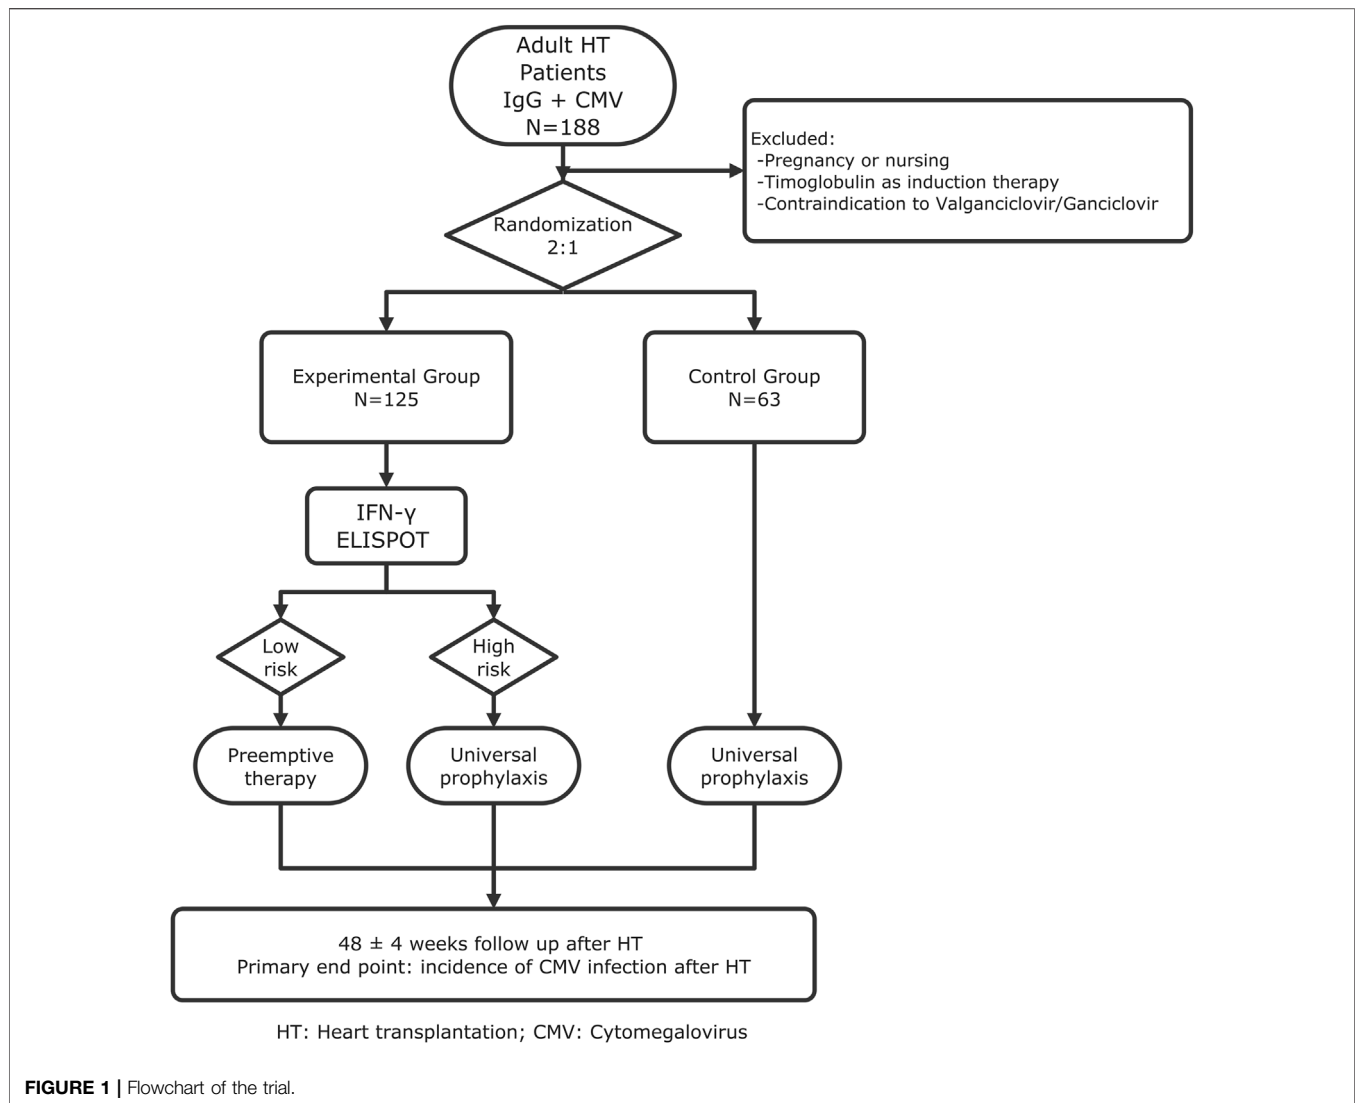 Adult HT
Patients
IgG + CMV
N=188
Excluded:
-Pregnancy or nursing
-Timoglobulin as induction therapy
-Contraindication to Valganciclovir/Ganciclovir
Randomization
2:1
Experimental Group
N=125
Control Group
N=63
IFN-γ
ELISPOT
Low
risk
High
risk
Preemptive
therapy
Universal
prophylaxis
Universal
prophylaxis
48 ± 4 weeks follow up after HT
Primary end point: incidence of CMV infection after HT
HT: Heart transplantation; CMV: Cytomegalovirus
FIGURE 1 | Flowchart of the trial.